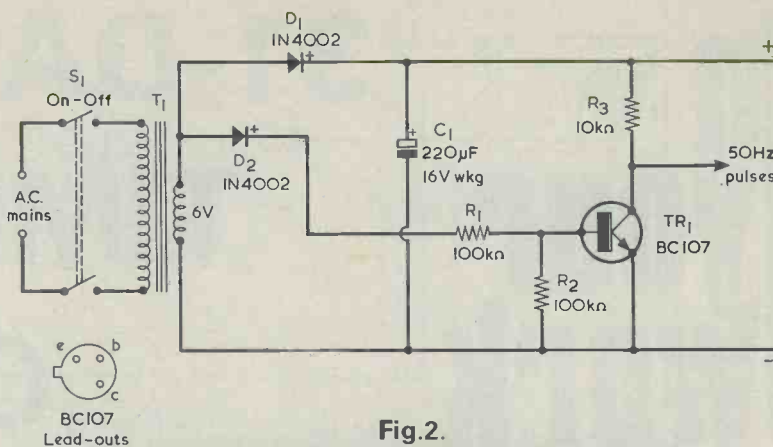 D1
1N4002
+
+
S1
On-Off
T1
R3
10kΩ
+
D2
1N4002
+
C1
220µF
16V wkg
50Hz
pulses
A.C.
mains
6V
R1
100kΩ
TR1
BC107
R2
100kΩ
e
b
c
BC107
Lead-outs
−
Fig.2.